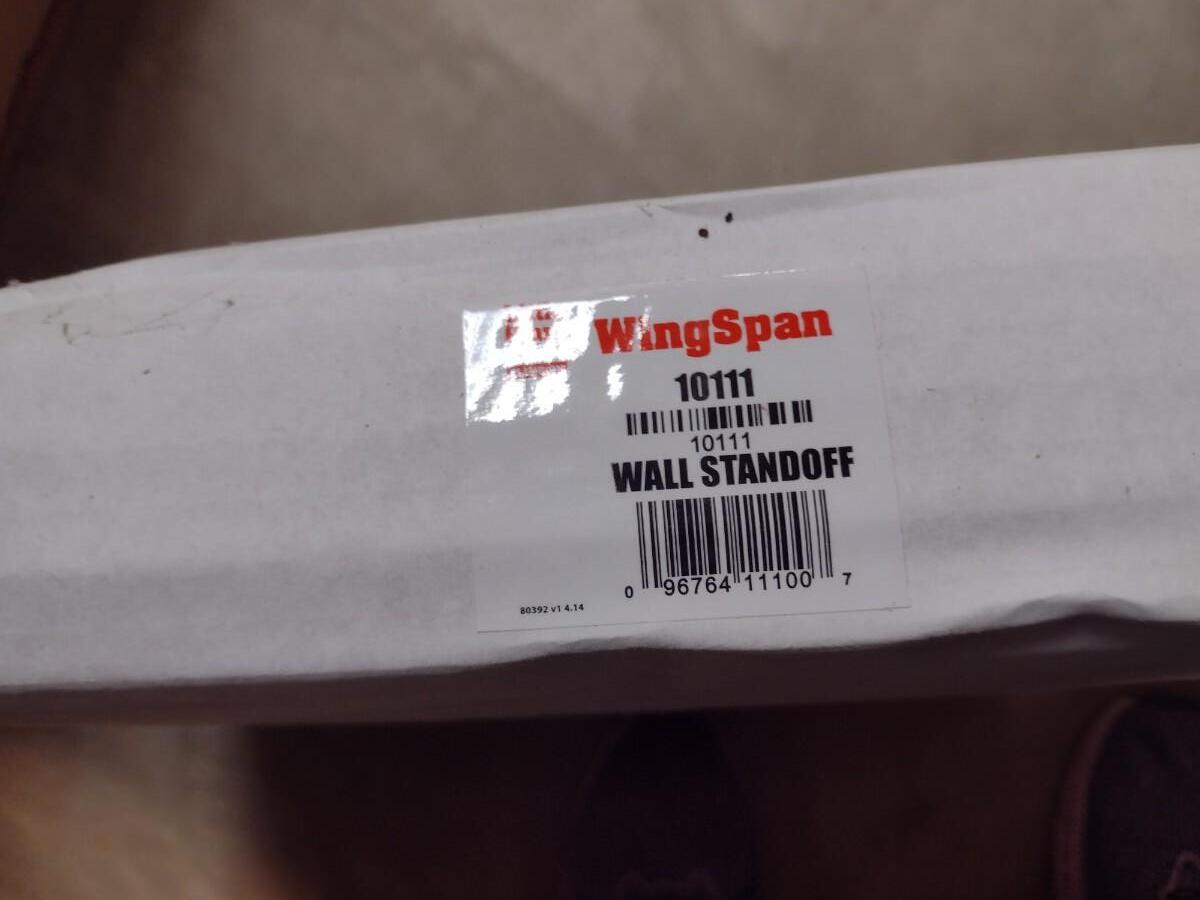 WingSpan
10111
10111
WALL STANDOFF
0 96764 11100 7
80392 v1 4.14